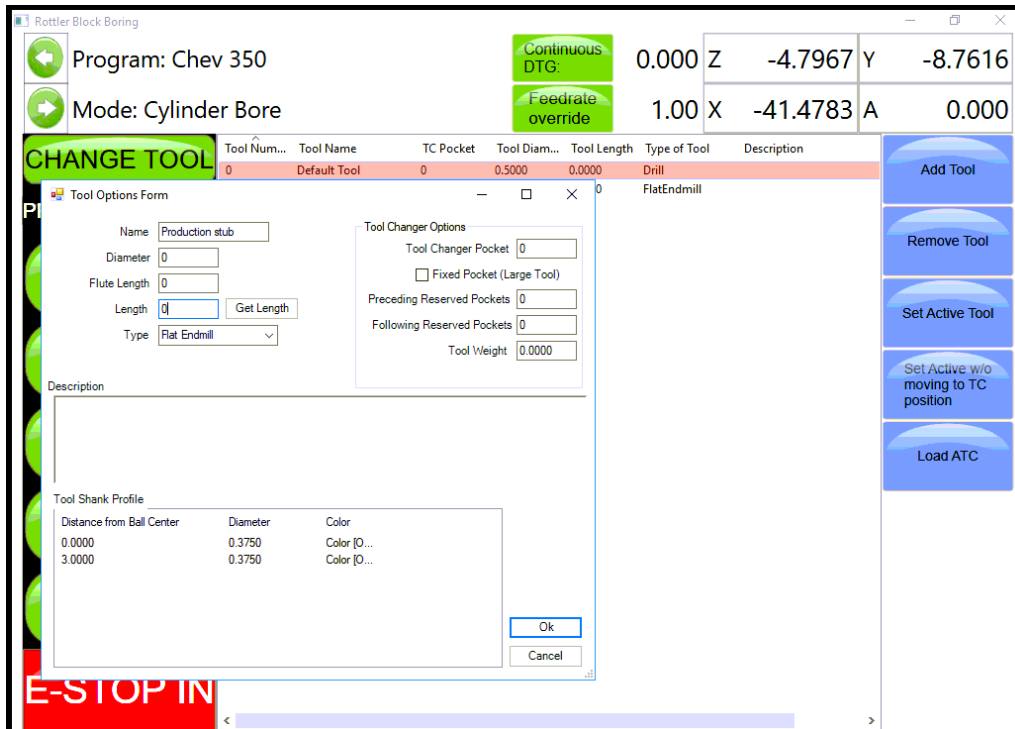 Rottler Block Boring
Program: Chev 350
Continuous DTG:
0.000 Z -4.7967 Y -8.7616
Mode: Cylinder Bore
Feedrate override
1.00 X -41.4783 A 0.000
CHANGE TOOL
Tool Num... Tool Name TC Pocket Tool Diam... Tool Length Type of Tool Description
0 Default Tool 0 0.5000 0.0000 Drill
0 FlatEndmill
Tool Options Form
Name Production stub
Diameter 0
Flute Length 0
Length 0 Get Length
Type Flat Endmill
Tool Changer Options
Tool Changer Pocket 0
Fixed Pocket (Large Tool)
Preceding Reserved Pockets 0
Following Reserved Pockets 0
Tool Weight 0.0000
Description
Tool Shank Profile
Distance from Ball Center Diameter Color
0.0000 0.3750 Color [O...
3.0000 0.3750 Color [O...
Ok
Cancel
E-STOP IN
Add Tool
Remove Tool
Set Active Tool
Set Active w/o
moving to TC
position
Load ATC